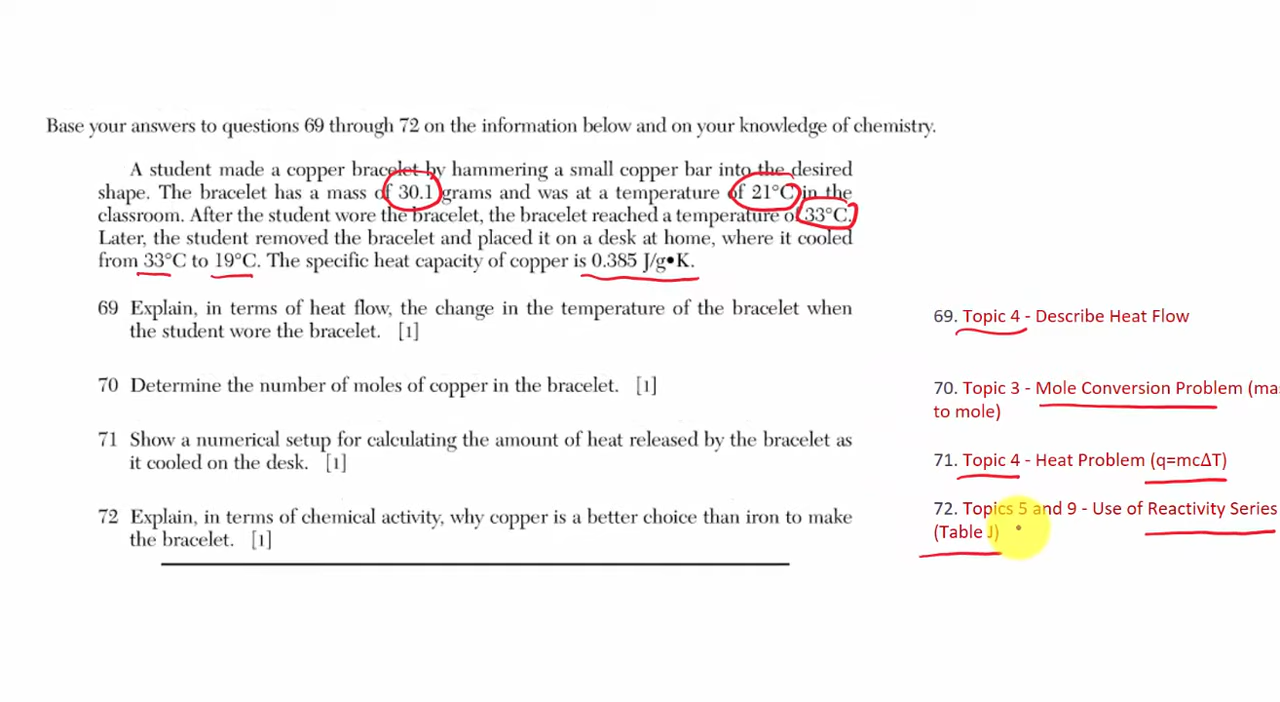 Base your answers to questions 69 through 72 on the information below and on your knowledge of chemistry.
A student made a copper bracelet by hammering a small copper bar into the desired
shape. The bracelet has a mass of 30.1 grams and was at a temperature of 21°C in the
classroom. After the student wore the bracelet, the bracelet reached a temperature of 33°C.
Later, the student removed the bracelet and placed it on a desk at home, where it cooled
from 33°C to 19°C. The specific heat capacity of copper is 0.385 J/g•K.
69 Explain, in terms of heat flow, the change in the temperature of the bracelet when
the student wore the bracelet. [1]
69. Topic 4 - Describe Heat Flow
70 Determine the number of moles of copper in the bracelet. [1]
70. Topic 3 - Mole Conversion Problem (ma
to mole)
71 Show a numerical setup for calculating the amount of heat released by the bracelet as
it cooled on the desk. [1]
71. Topic 4 - Heat Problem (q=mcΔT)
72 Explain, in terms of chemical activity, why copper is a better choice than iron to make
the bracelet. [1]
72. Topics 5 and 9 - Use of Reactivity Series
(Table J)